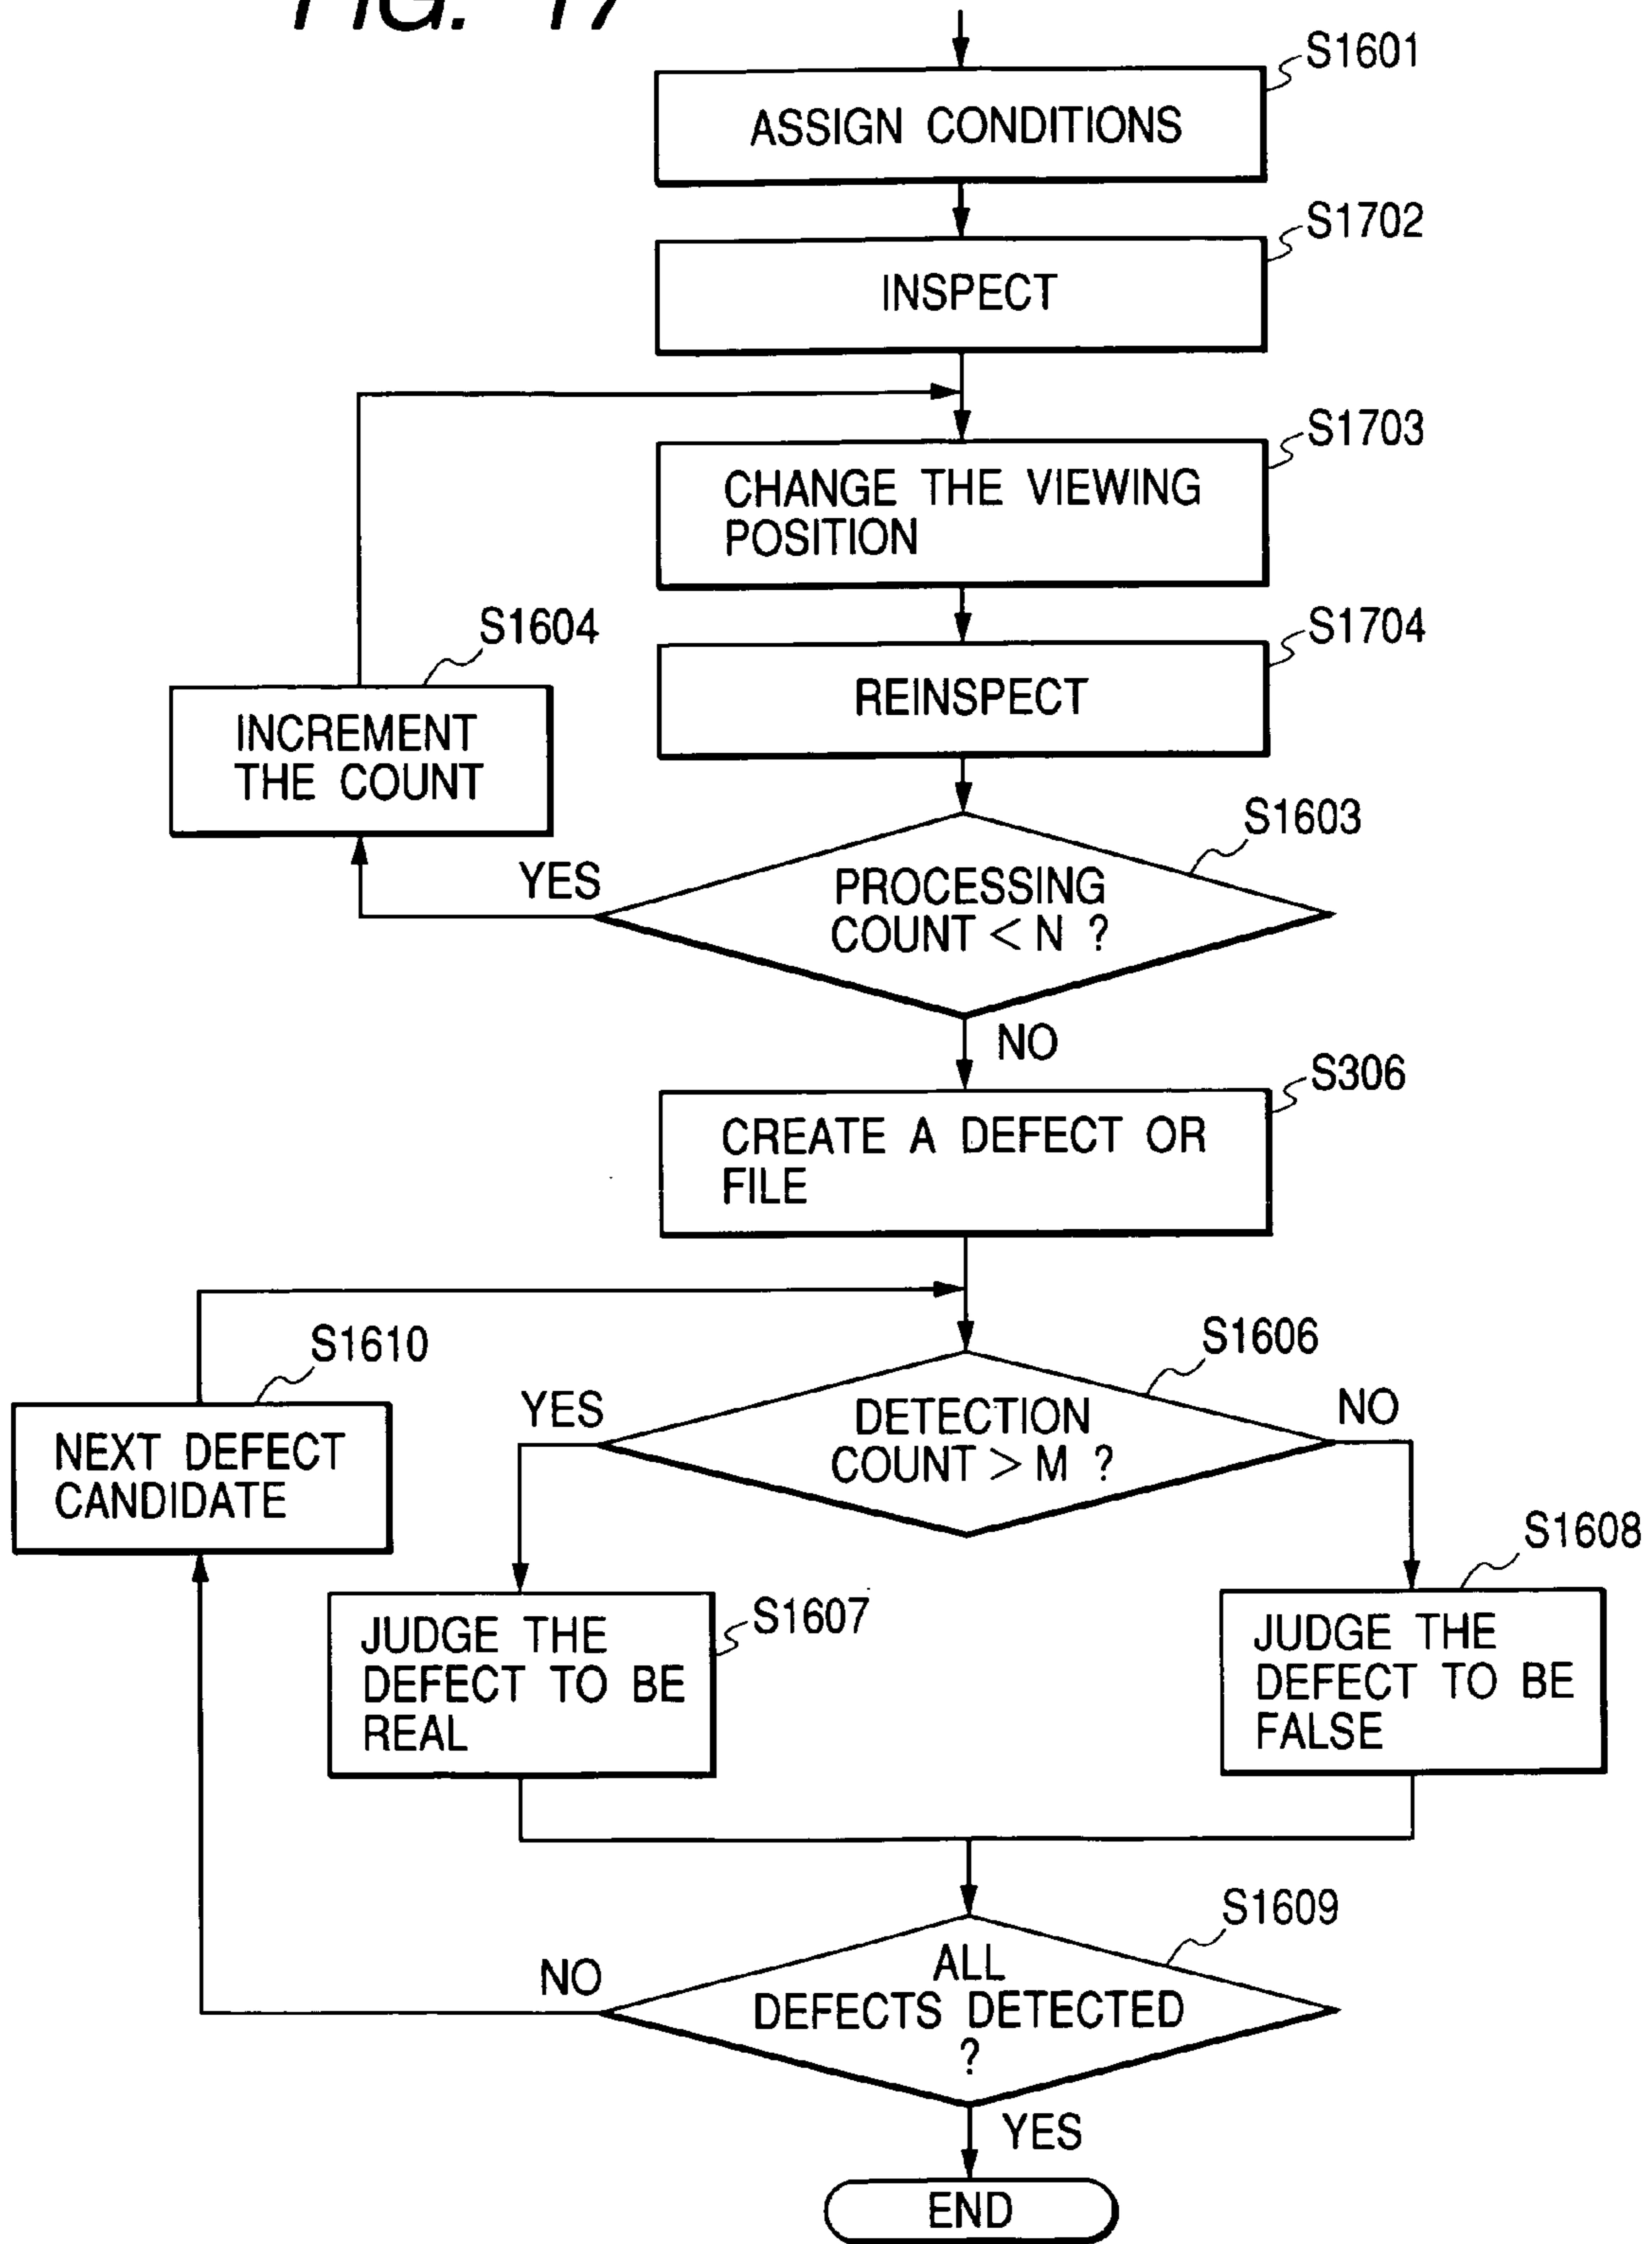 FIG. 17
S1601
ASSIGN CONDITIONS
S1702
INSPECT
S1703
CHANGE THE VIEWING
POSITION
S1704
REINSPECT
S1604
INCREMENT
THE COUNT
S1603
YES
PROCESSING
COUNT < N ?
NO
S306
CREATE A DEFECT OR
FILE
S1610
NEXT DEFECT
CANDIDATE
S1606
YES
DETECTION
COUNT > M ?
NO
S1607
JUDGE THE
DEFECT TO BE
REAL
S1608
JUDGE THE
DEFECT TO BE
FALSE
S1609
NO
ALL
DEFECTS DETECTED
?
YES
END